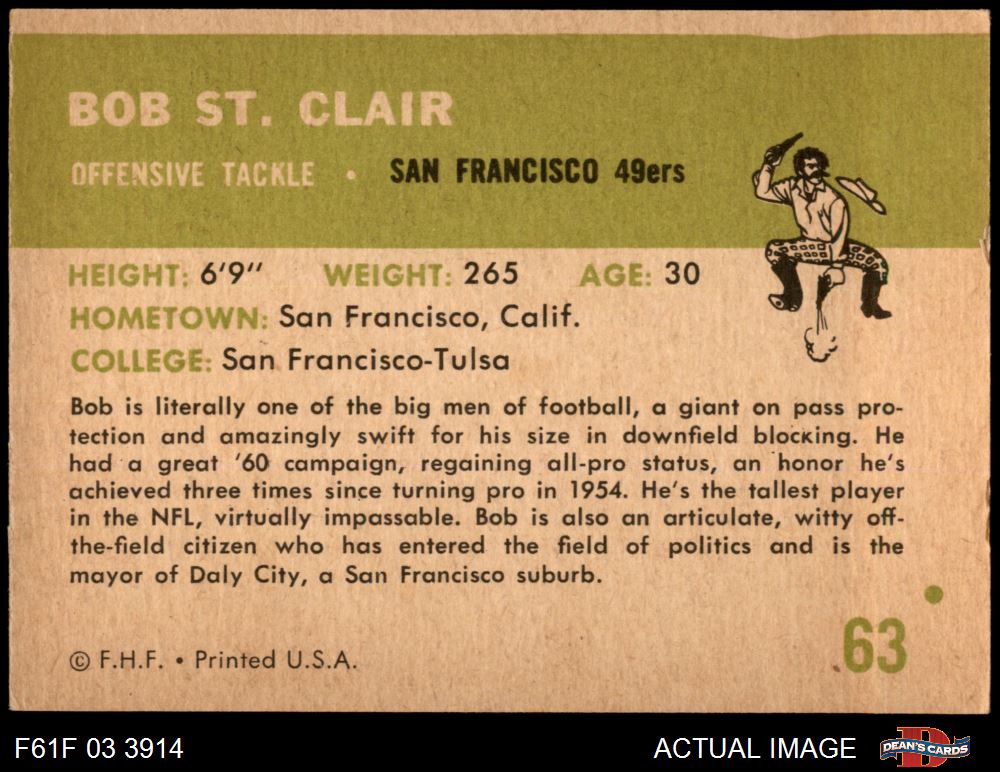 BOB ST. CLAIR
OFFENSIVE TACKLE • SAN FRANCISCO 49ers
HEIGHT: 6'9" WEIGHT: 265 AGE: 30
HOMETOWN: San Francisco, Calif.
COLLEGE: San Francisco-Tulsa
Bob is literally one of the big men of football, a giant on pass pro-
tection and amazingly swift for his size in downfield blocking. He
had a great '60 campaign, regaining all-pro status, an honor he's
achieved three times since turning pro in 1954. He's the tallest player
in the NFL, virtually impassable. Bob is also an articulate, witty off-
the-field citizen who has entered the field of politics and is the
mayor of Daly City, a San Francisco suburb.
© F.H.F. • Printed U.S.A.
63
F61F 03 3914
ACTUAL IMAGE
D
DEAN'S CARDS